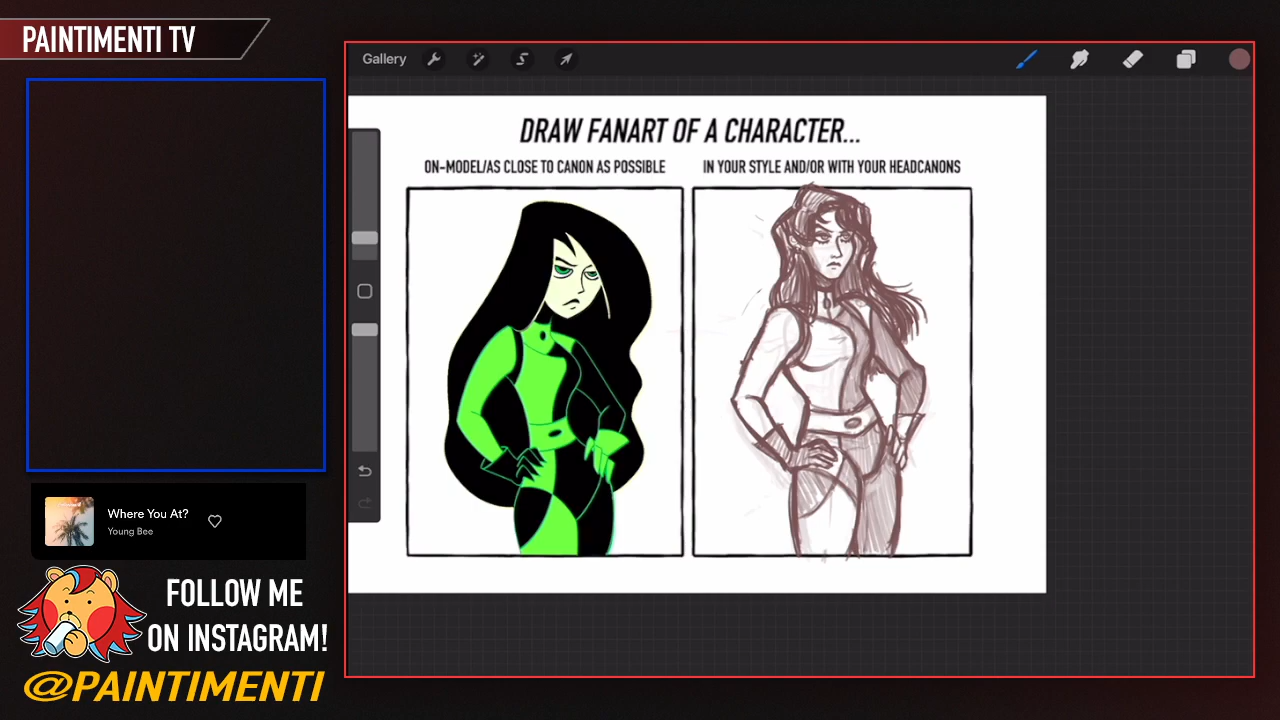 PAINTIMENTI TV
Gallery
DRAW FANART OF A CHARACTER...
ON-MODEL/AS CLOSE TO CANON AS POSSIBLE
IN YOUR STYLE AND/OR WITH YOUR HEADCANONS
Where You At?
Young Bee
FOLLOW ME
ON INSTAGRAM!
@PAINTIMENTI